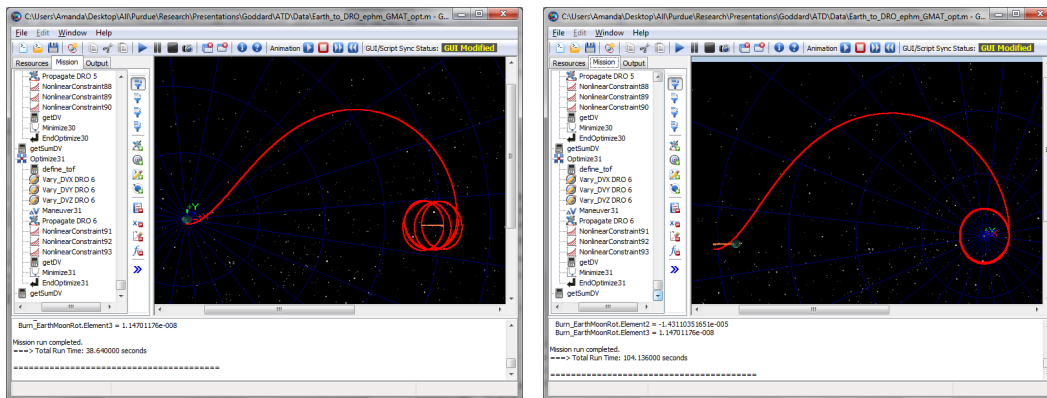 C:\Users\Amanda\Desktop\All\Purdue\Research\Presentations\Goddard\ATD\Data\Earth_to_DRO_ephm_GMAT_opt.m - G...
File Edit Window Help
Animation GUI/Script Sync Status: GUI Modified
Resources Mission Output
Propagate DRO 5
NonlinearConstraint88
NonlinearConstraint89
NonlinearConstraint90
getDV
Minimize30
EndOptimize30
getSumDV
Optimize31
define_tof
Vary_DVX DRO 6
Vary_DVY DRO 6
Vary_DVZ DRO 6
Maneuver31
Propagate DRO 6
NonlinearConstraint91
NonlinearConstraint92
NonlinearConstraint93
getDV
Minimize31
EndOptimize31
getSumDV
+Y
+X
Burn_EarthMoonRot.Element3 = 1.14701176e-008
Mission run completed.
===> Total Run Time: 38.640000 seconds
========================================
C:\Users\Amanda\Desktop\All\Purdue\Research\Presentations\Goddard\ATD\Data\Earth_to_DRO_ephm_GMAT_opt.m - G...
File Edit Window Help
Animation GUI/Script Sync Status: GUI Modified
Resources Mission Output
Propagate DRO 5
NonlinearConstraint88
NonlinearConstraint89
NonlinearConstraint90
getDV
Minimize30
EndOptimize30
getSumDV
Optimize31
define_tof
Vary_DVX DRO 6
Vary_DVY DRO 6
Vary_DVZ DRO 6
Maneuver31
Propagate DRO 6
NonlinearConstraint91
NonlinearConstraint92
NonlinearConstraint93
getDV
Minimize31
EndOptimize31
getSumDV
Burn_EarthMoonRot.Element2 = -1.43110351651e-005
Burn_EarthMoonRot.Element3 = 1.14701176e-008
Mission run completed.
===> Total Run Time: 104.136000 seconds
========================================